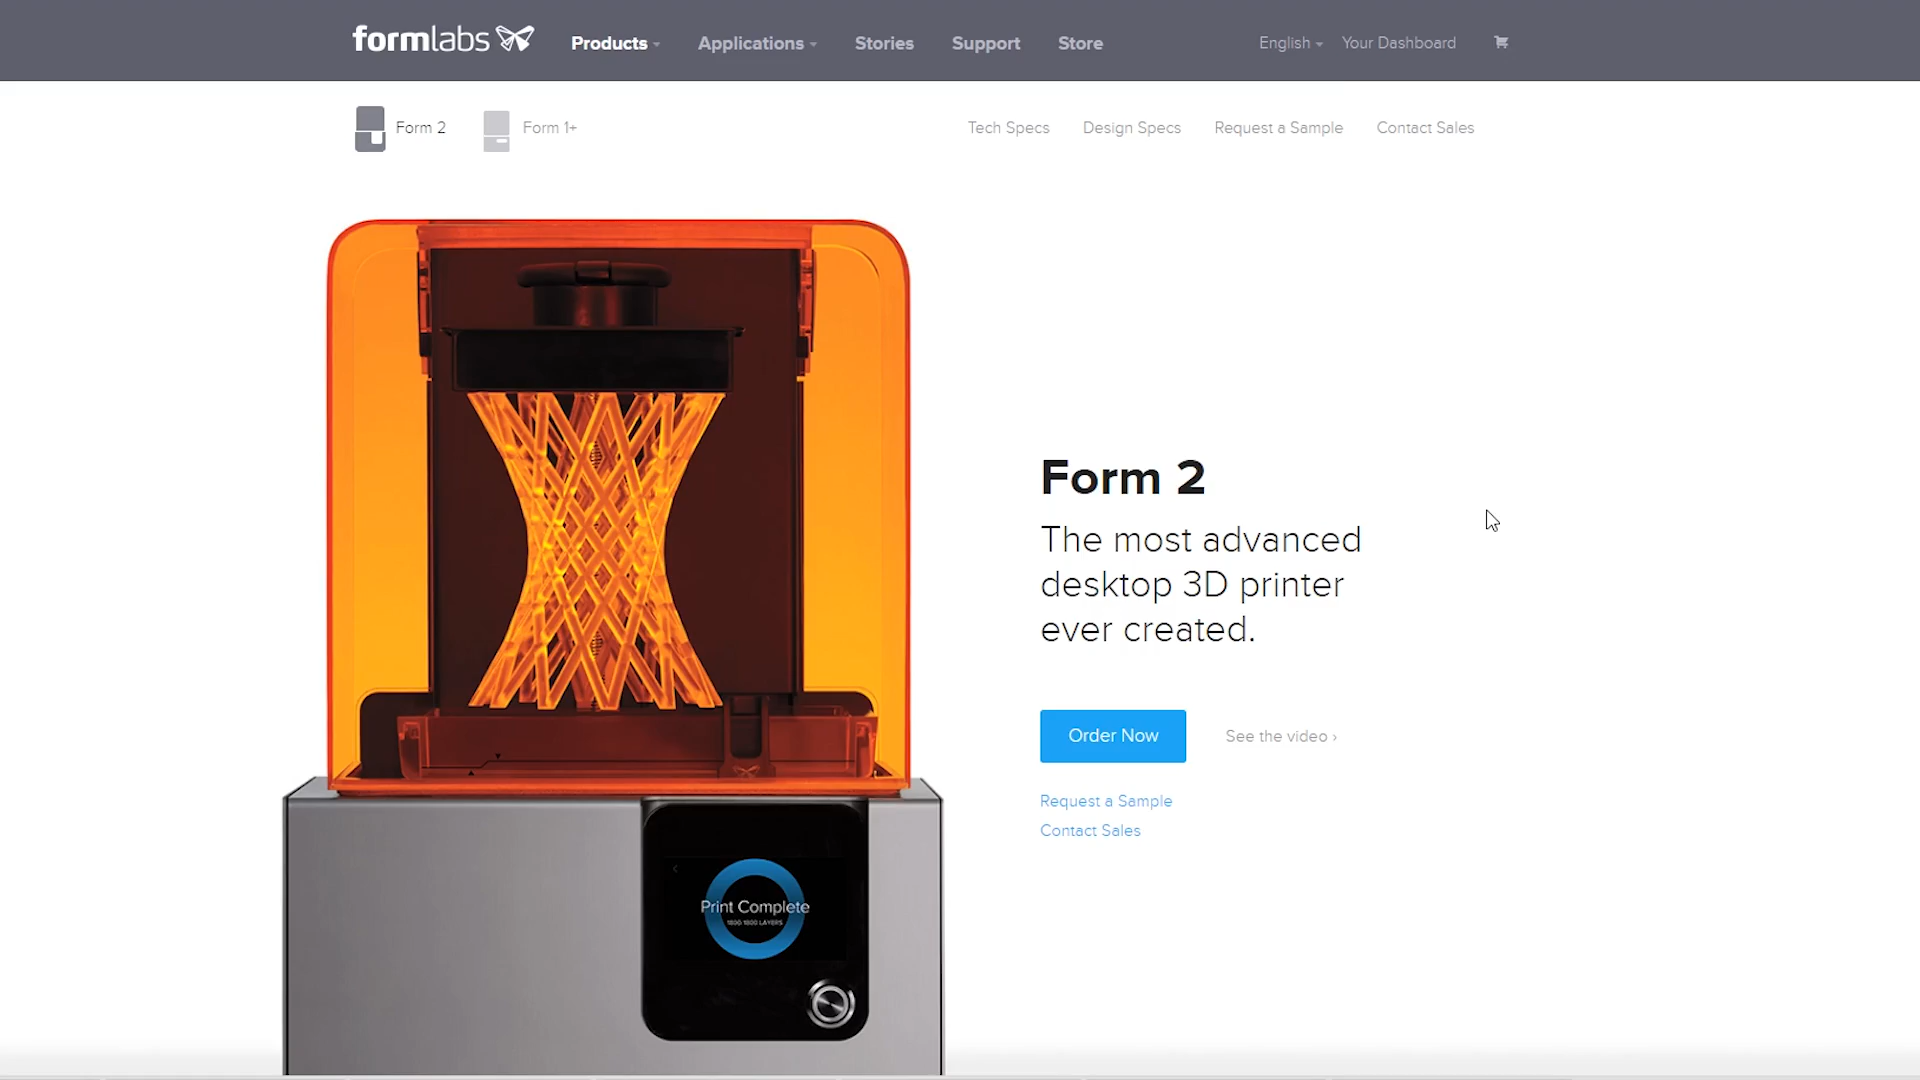 formlabs
Products
Applications
Stories
Support
Store
English
Your Dashboard
Form 2
Form 1+
Tech Specs
Design Specs
Request a Sample
Contact Sales
Form 2
The most advanced
desktop 3D printer
ever created.
Order Now
See the video ›
Request a Sample
Contact Sales
Print Complete